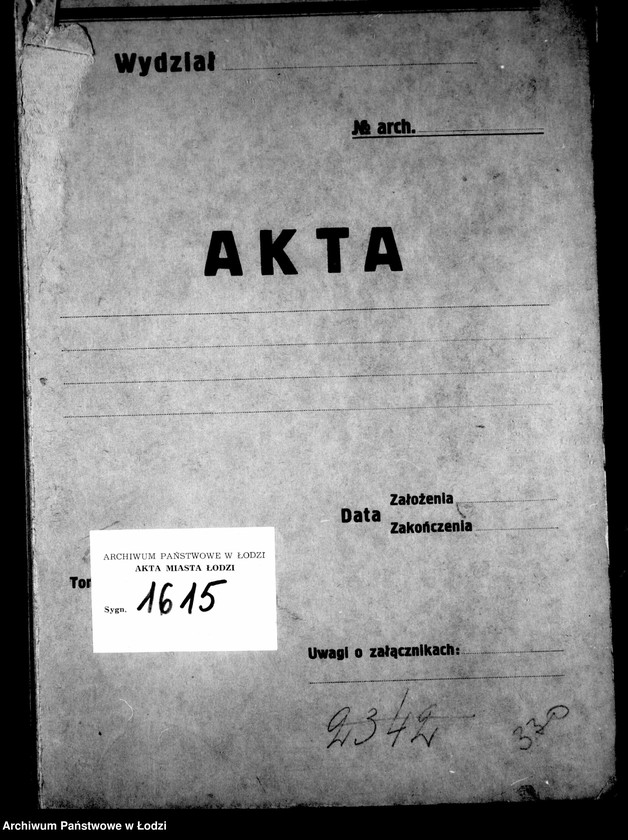 Wydział
№ arch.
AKTA
Data Założenia
Zakończenia
ARCHIWUM PAŃSTWOWE W ŁODZI
AKTA MIASTA ŁODZI
Tom
Sygn. 1615
Uwagi o załącznikach:
2342
330
Archiwum Państwowe w Łodzi